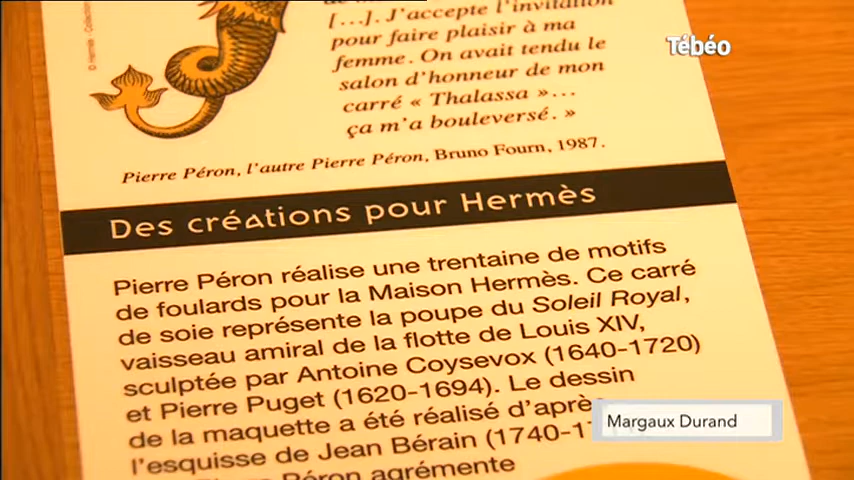 © Hermès - Collection
[...]. J'accepte l'invitation
pour faire plaisir à ma
femme. On avait tendu le
salon d'honneur de mon
carré « Thalassa »...
ça m'a bouleversé. »
Pierre Péron, l'autre Pierre Péron, Bruno Fourn, 1987.
Des créations pour Hermès
Pierre Péron réalise une trentaine de motifs
de foulards pour la Maison Hermès. Ce carré
de soie représente la poupe du Soleil Royal,
vaisseau amiral de la flotte de Louis XIV,
sculptée par Antoine Coysevox (1640-1720)
et Pierre Puget (1620-1694). Le dessin
de la maquette a été réalisé d'après
l'esquisse de Jean Bérain (1740-1
Péron agrémente
Tébéo
Margaux Durand